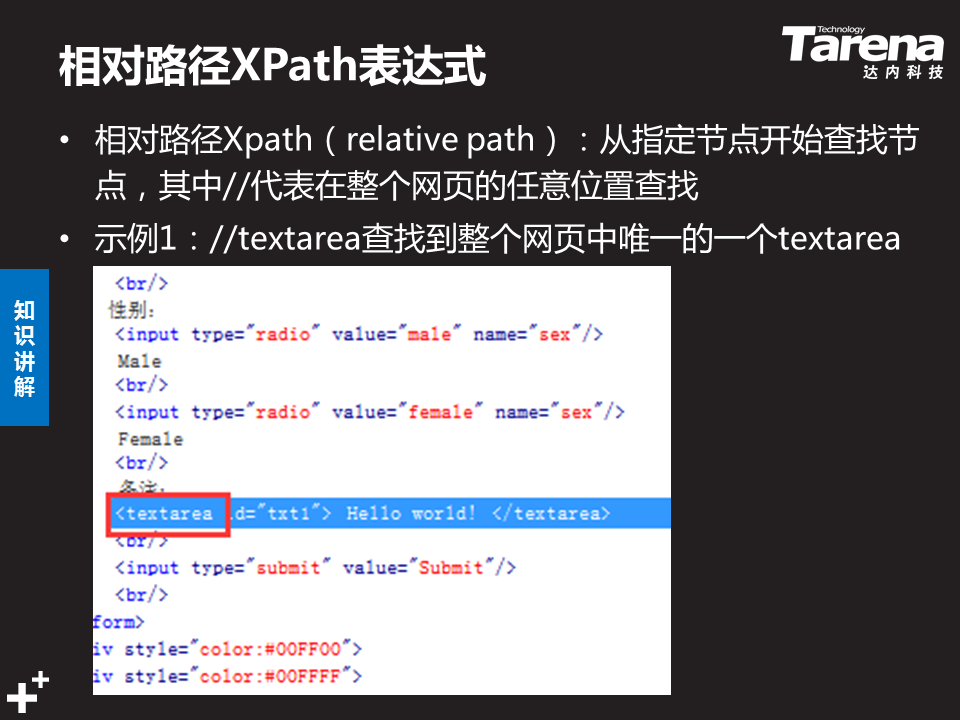 相对路径XPath表达式
Technology
Tarena
达内科技
• 相对路径Xpath（relative path）：从指定节点开始查找节
点，其中//代表在整个网页的任意位置查找
• 示例1：//textarea查找到整个网页中唯一的一个textarea
知识讲解
<br/>
性别:
<input type="radio" value="male" name="sex"/>
Male
<br/>
<input type="radio" value="female" name="sex"/>
Female
<br/>
备注:
<textarea id="txt1"> Hello world! </textarea>
<br/>
<input type="submit" value="Submit"/>
<br/>
form>
iv style="color:#00FF00">
iv style="color:#00FFFF">